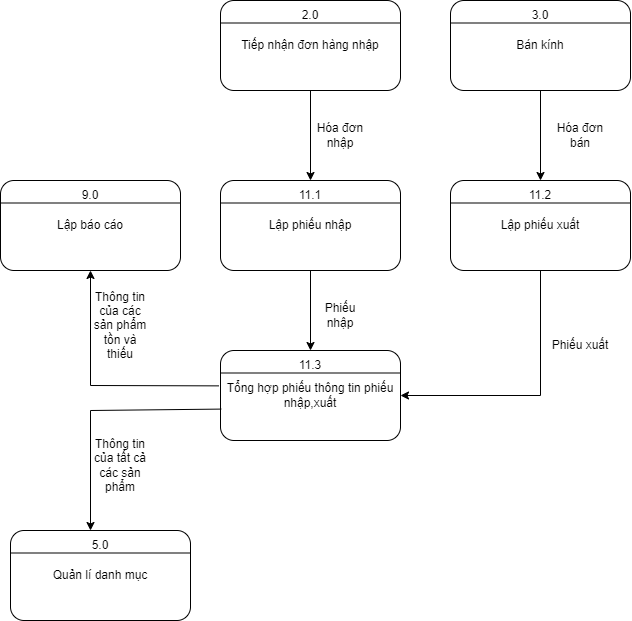 2.0
Tiếp nhận đơn hàng nhập
3.0
Bán kính
Hóa đơn
nhập
Hóa đơn
bán
9.0
Lập báo cáo
11.1
Lập phiếu nhập
11.2
Lập phiếu xuất
Thông tin
của các
sản phẩm
tồn và
thiếu
Phiếu
nhập
Phiếu xuất
11.3
Tổng hợp phiếu thông tin phiếu
nhập,xuất
Thông tin
của tất cả
các sản
phẩm
5.0
Quản lí danh mục